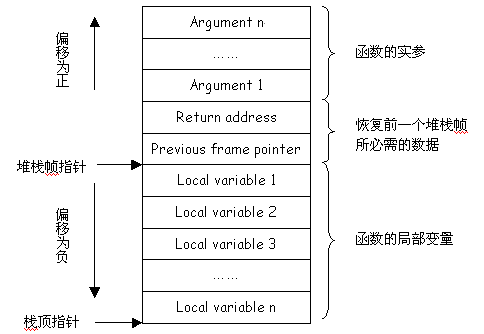 偏移为正
堆栈帧指针
偏移为负
栈顶指针
Argument n
……
Argument 1
Return address
Previous frame pointer
Local variable 1
Local variable 2
Local variable 3
……
Local variable n
函数的实参
恢复前一个堆栈帧
所必需的数据
函数的局部变量